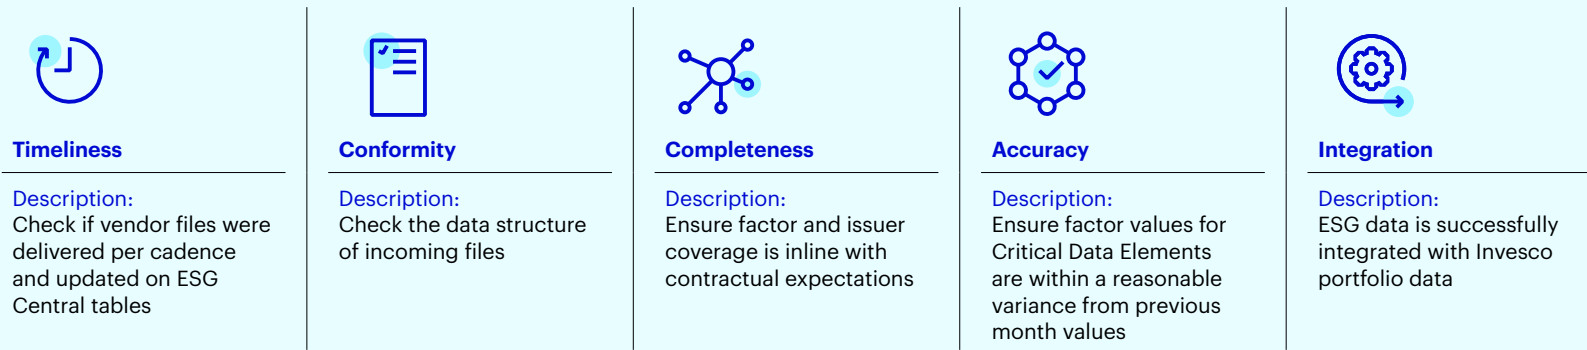 Timeliness
Description:
Check if vendor files were
delivered per cadence
and updated on ESG
Central tables
Conformity
Description:
Check the data structure
of incoming files
Completeness
Description:
Ensure factor and issuer
coverage is inline with
contractual expectations
Accuracy
Description:
Ensure factor values for
Critical Data Elements
are within a reasonable
variance from previous
month values
Integration
Description:
ESG data is successfully
integrated with Invesco
portfolio data